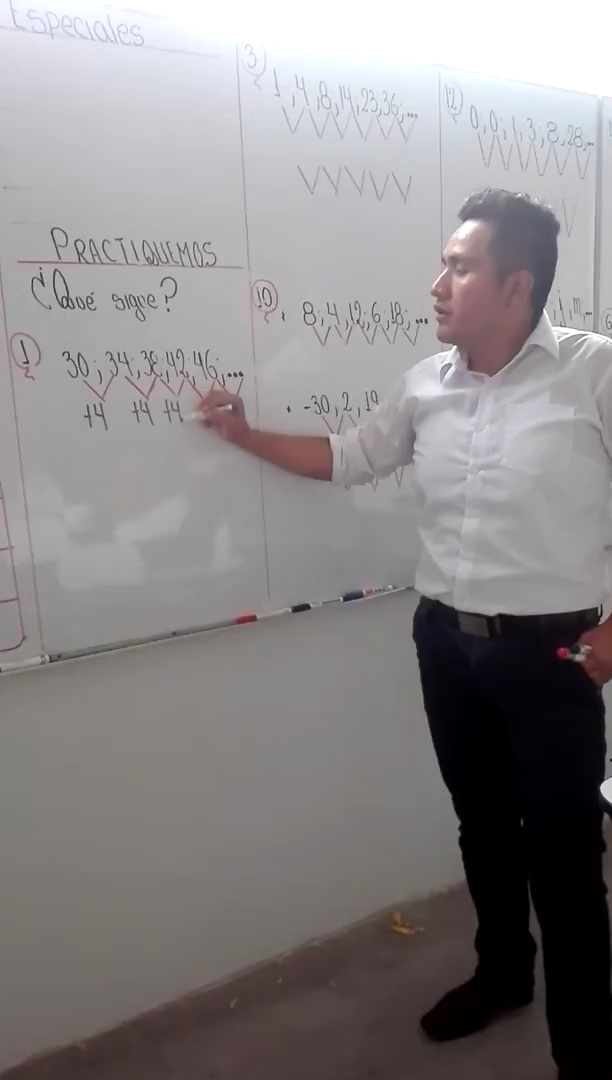 Especiales
PRACTIQUEMOS
¿Qué sigue?
1
30; 34; 38; 42; 46; ...
+4 +4 +4
3
1, 4, 8, 14, 23, 36; ...
10
• 8; 4, 12; 6, 18; ...
• -30, 2, 19
12
0; 0; 1, 3; 8, 28, ...
; j, m, ...